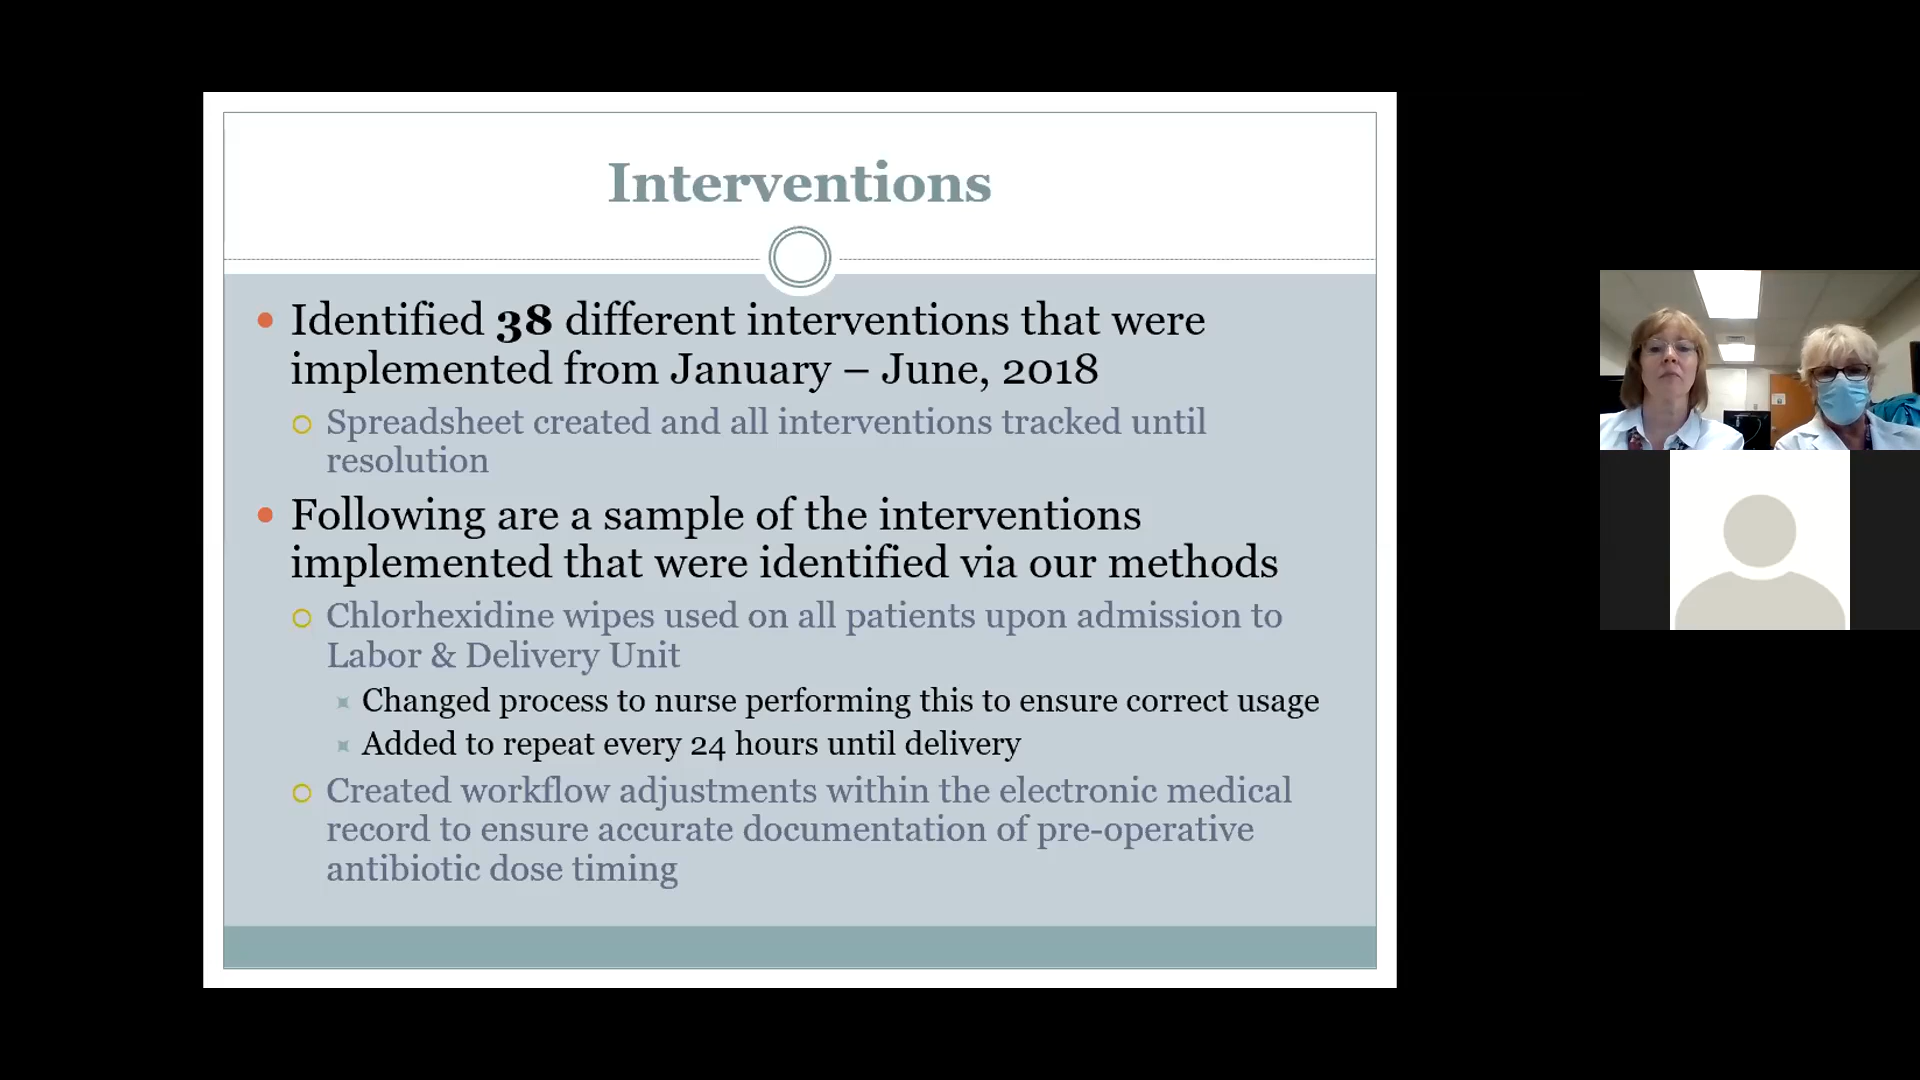 Interventions
Identified 38 different interventions that were
implemented from January – June, 2018
Spreadsheet created and all interventions tracked until
resolution
Following are a sample of the interventions
implemented that were identified via our methods
Chlorhexidine wipes used on all patients upon admission to
Labor & Delivery Unit
Changed process to nurse performing this to ensure correct usage
Added to repeat every 24 hours until delivery
Created workflow adjustments within the electronic medical
record to ensure accurate documentation of pre-operative
antibiotic dose timing